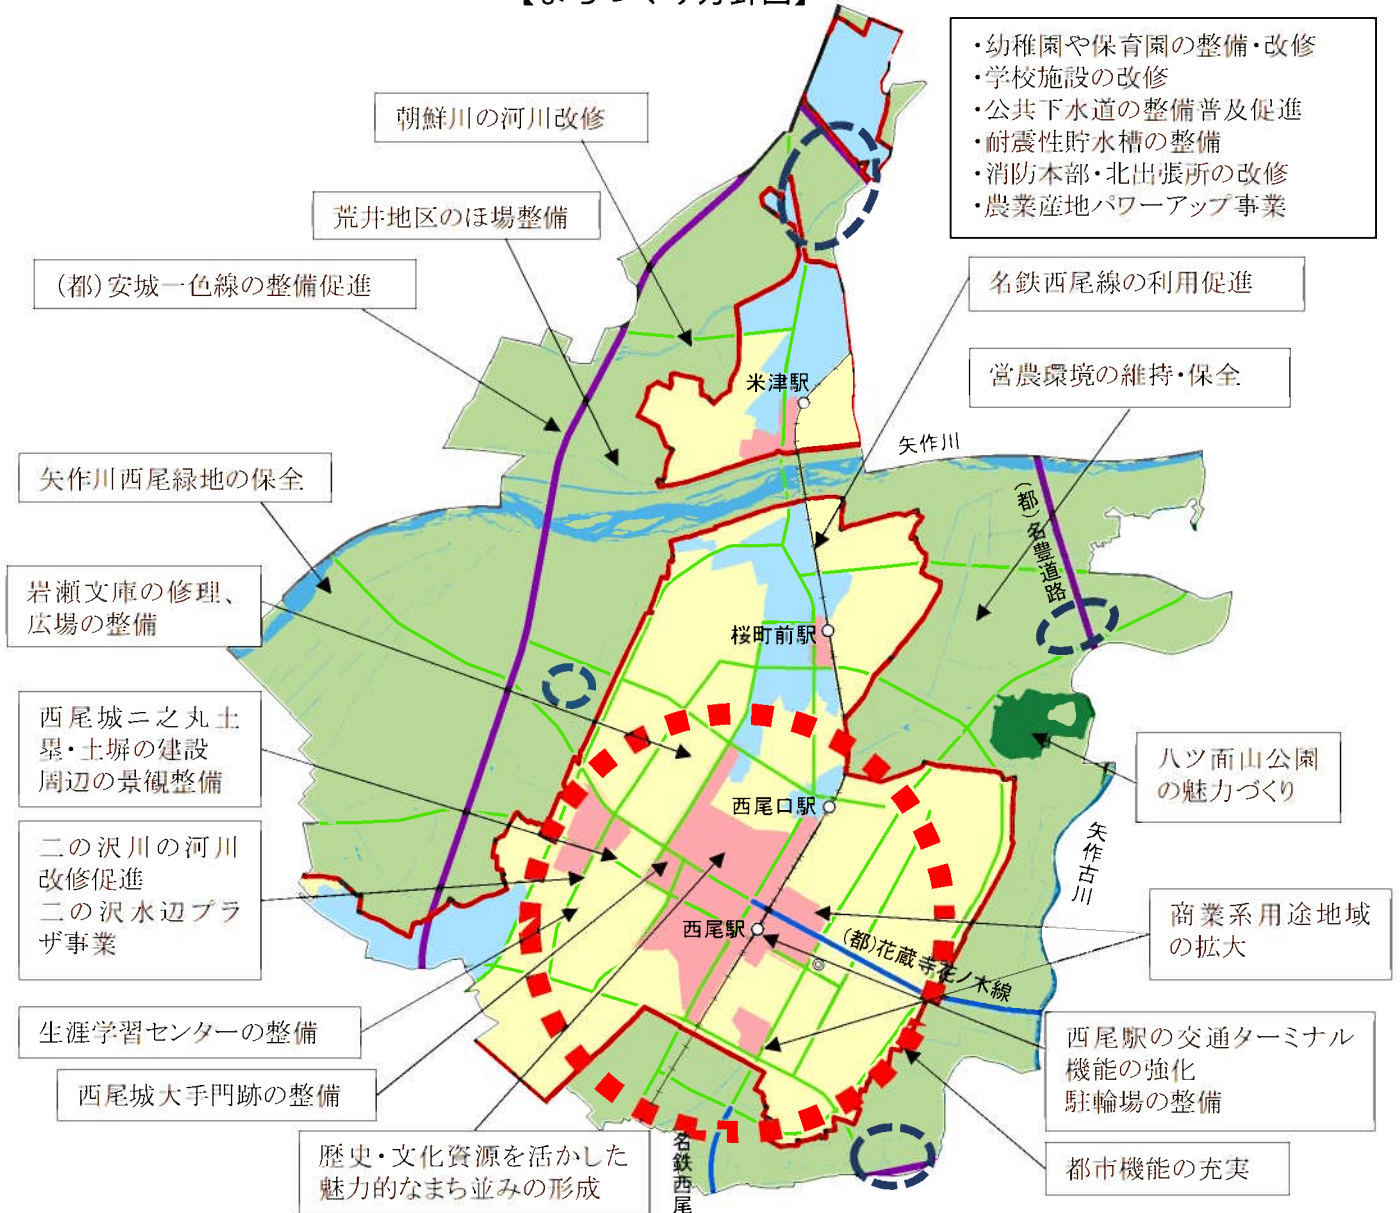 【まちづくり方針図】
・幼稚園や保育園の整備・改修
・学校施設の改修
・公共下水道の整備普及促進
・耐震性貯水槽の整備
・消防本部・北出張所の改修
・農業産地パワーアップ事業
朝鮮川の河川改修
荒井地区のほ場整備
(都)安城一色線の整備促進
名鉄西尾線の利用促進
営農環境の維持・保全
米津駅
矢作川
矢作川西尾緑地の保全
(都)名豊道路
岩瀬文庫の修理、
広場の整備
桜町前駅
西尾城二之丸土
塁・土塀の建設
周辺の景観整備
八ツ面山公園
の魅力づくり
西尾口駅
矢作古川
二の沢川の河川
改修促進
二の沢水辺プラ
ザ事業
商業系用途地域
の拡大
西尾駅
(都)花蔵寺花ノ木線
生涯学習センターの整備
西尾駅の交通ターミナル
機能の強化
駐輪場の整備
西尾城大手門跡の整備
歴史・文化資源を活かした
魅力的なまち並みの形成
名鉄西尾
都市機能の充実